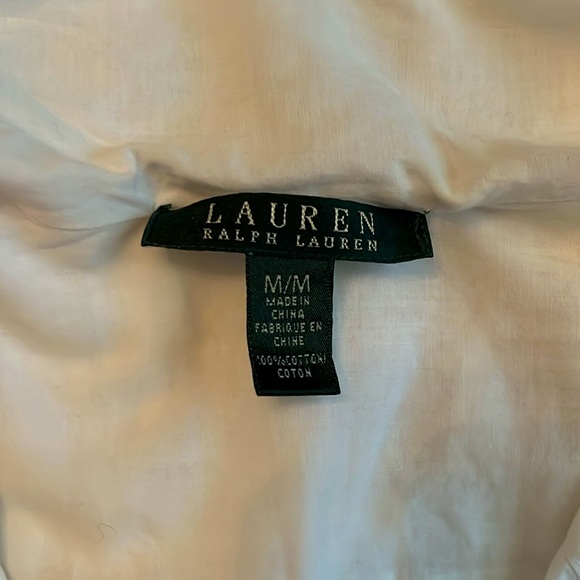 LAUREN
RALPH LAUREN
M/M
MADE IN
CHINA
FABRIQUE EN
CHINE
100%COTTON/
COTON